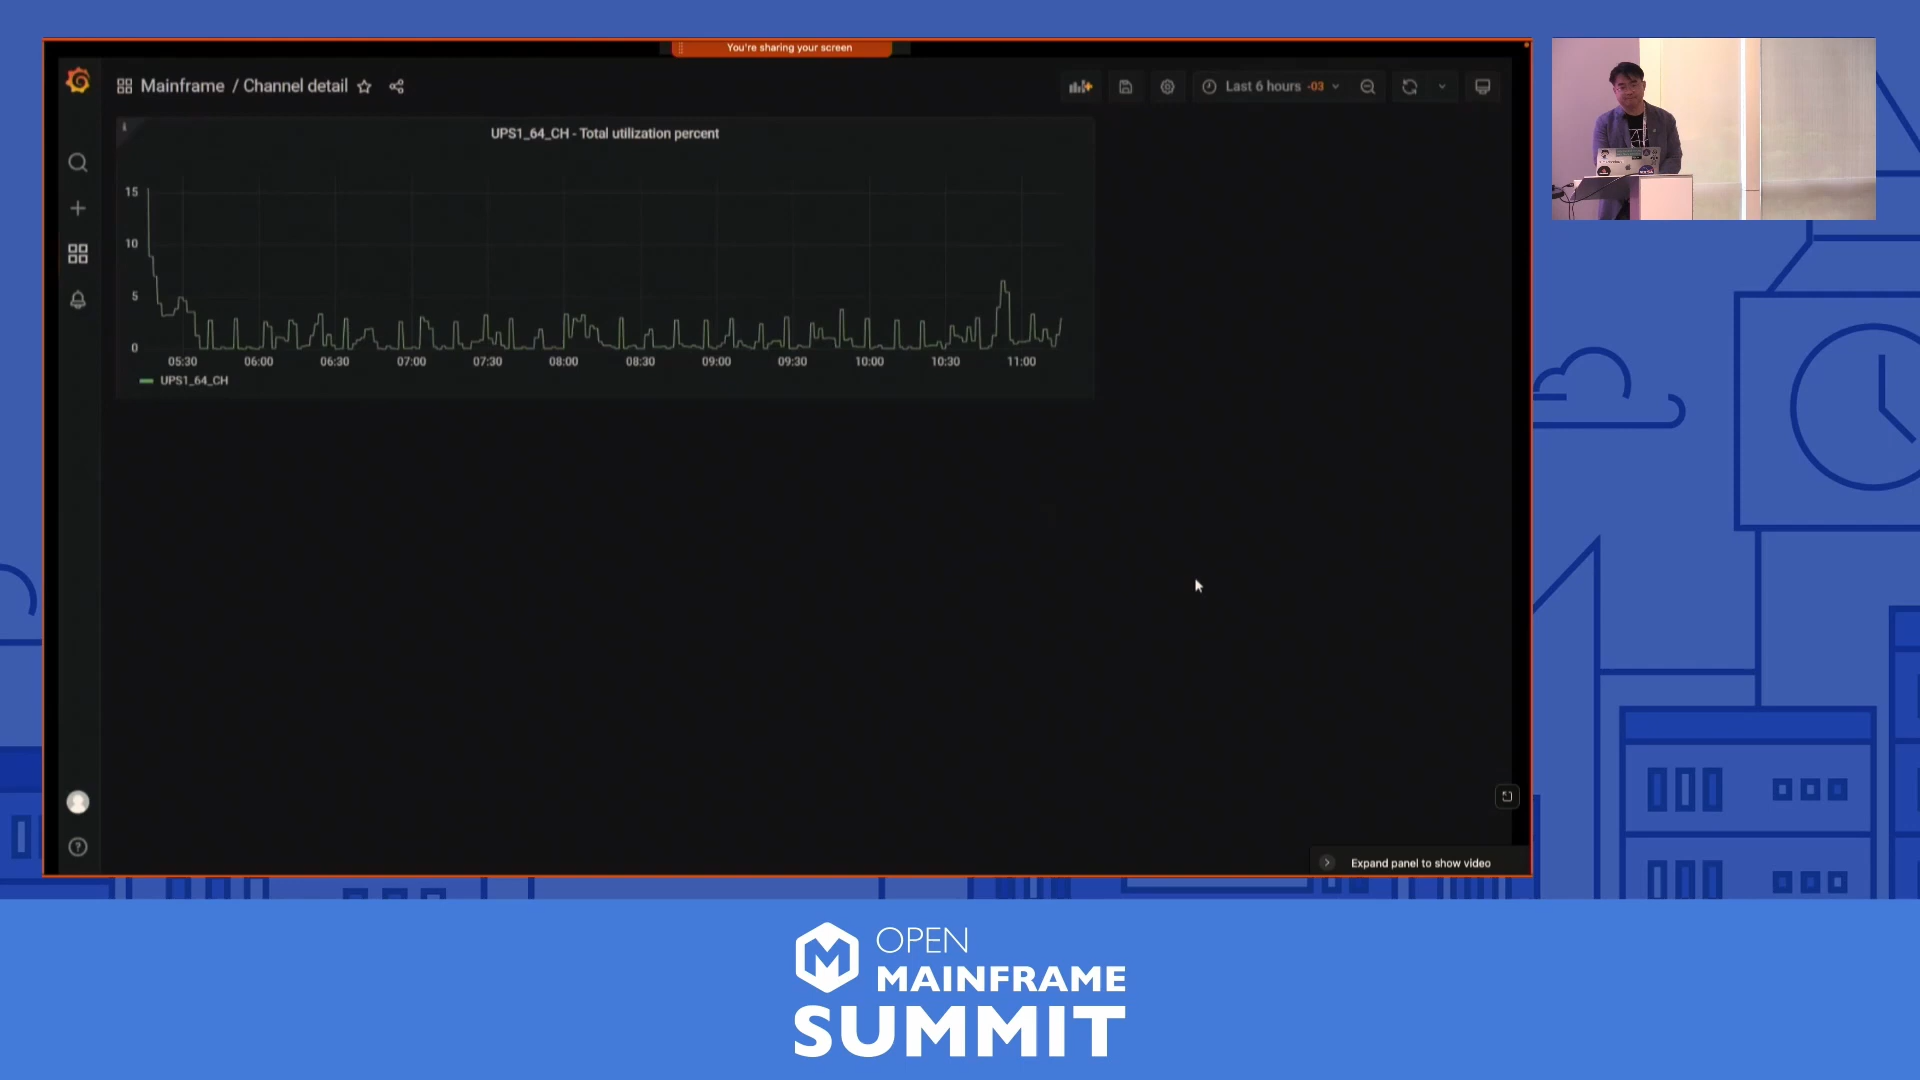 You're sharing your screen
Mainframe / Channel detail
Last 6 hours -03
UPS1_64_CH - Total utilization percent
15
10
5
0
05:30 06:00 06:30 07:00 07:30 08:00 08:30 09:00 09:30 10:00 10:30 11:00
UPS1_64_CH
Expand panel to show video
OPEN
MAINFRAME
SUMMIT